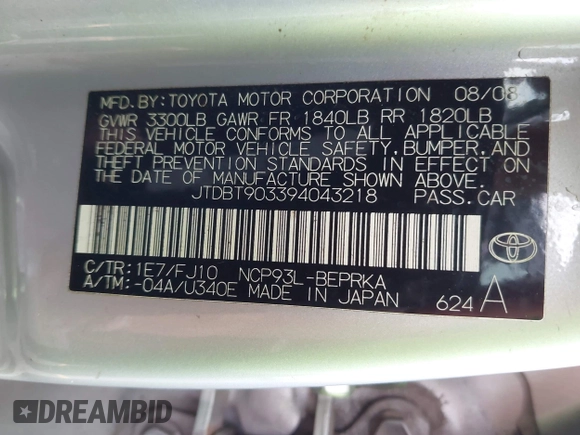 MFD.BY:TOYOTA MOTOR CORPORATION 08/08
GVWR 3300LB GAWR FR 1840LB RR 1820LB
THIS VEHICLE CONFORMS TO ALL APPLICABLE
FEDERAL MOTOR VEHICLE SAFETY,BUMPER,AND
THEFT PREVENTION STANDARDS IN EFFECT ON
THE DATE OF MANUFACTURE SHOWN ABOVE.
JTDBT903394043218 PASS.CAR
C/TR:1E7/FJ10 NCP93L-BEPRKA
A/TM:-04A/U340E MADE IN JAPAN
624 A
DREAMBID